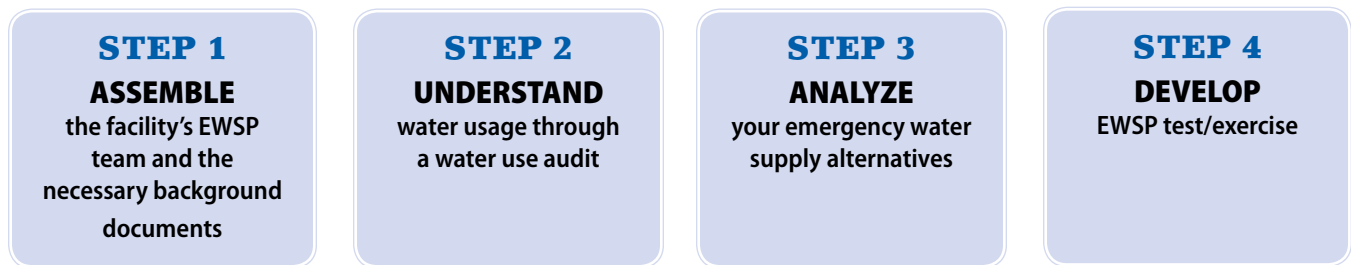 STEP 1
ASSEMBLE
the facility's EWSP
team and the
necessary background
documents
STEP 2
UNDERSTAND
water usage through
a water use audit
STEP 3
ANALYZE
your emergency water
supply alternatives
STEP 4
DEVELOP
EWSP test/exercise